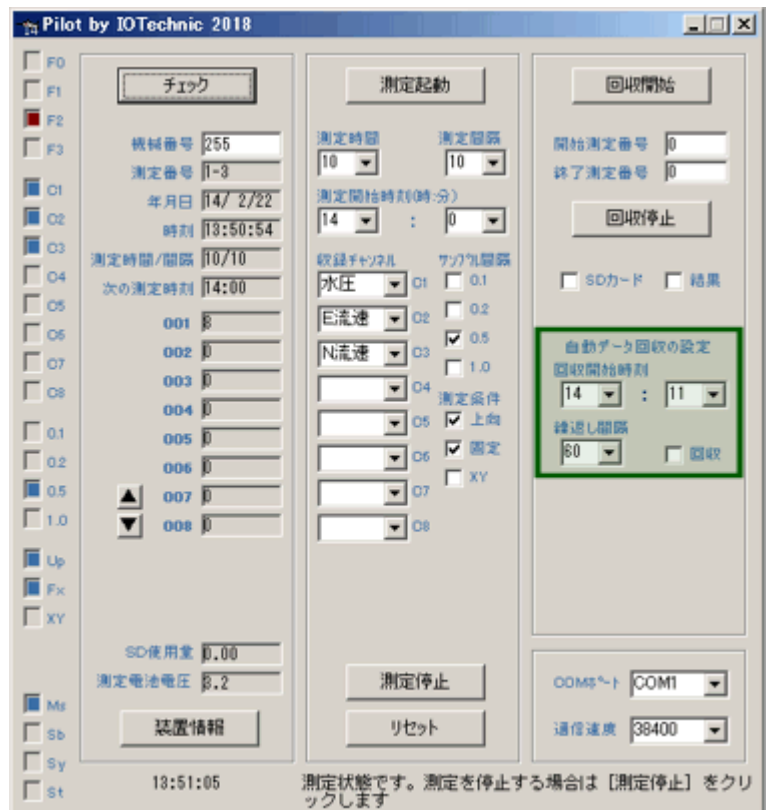 Pilot by IOTechnic 2018
F0
F1
F2
F3
C1
C2
C3
C4
C5
C6
C7
C8
0.1
0.2
0.5
1.0
Up
Fx
XY
Ms
Sb
Sy
St
チェック
機械番号 255
測定番号 1-3
年月日 14/ 2/22
時刻 13:50:54
測定時間/間隔 10/10
次の測定時刻 14:00
001 8
002 0
003 0
004 0
005 0
006 0
▲ 007 0
▼ 008 0
SD使用量 0.00
測定電池電圧 3.2
装置情報
13:51:05
測定起動
測定時間 測定間隔
10 10
測定開始時刻(時:分)
14 : 0
収録チャンネル サンプル間隔
水圧 C1 0.1
E流速 C2 0.2
N流速 C3 0.5
C4 1.0
測定条件
C5 上向
C6 固定
C7 XY
C8
測定停止
リセット
回収開始
開始測定番号 0
終了測定番号 0
回収停止
SDカード 結果
自動データ回収の設定
回収開始時刻
14 : 11
繰返し間隔
60 回収
COMポート COM1
通信速度 38400
測定状態です。測定を停止する場合は [測定停止] をクリ
ックします